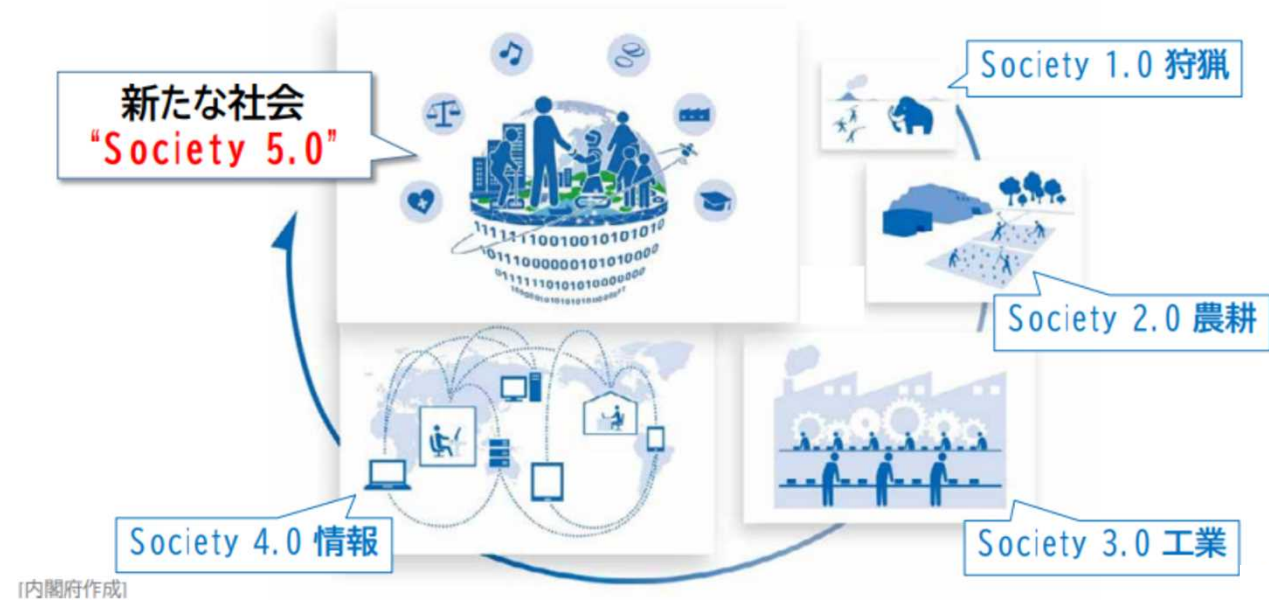 新たな社会
“Society 5.0”
Society 1.0 狩猟
Society 2.0 農耕
Society 3.0 工業
Society 4.0 情報
[内閣府作成]